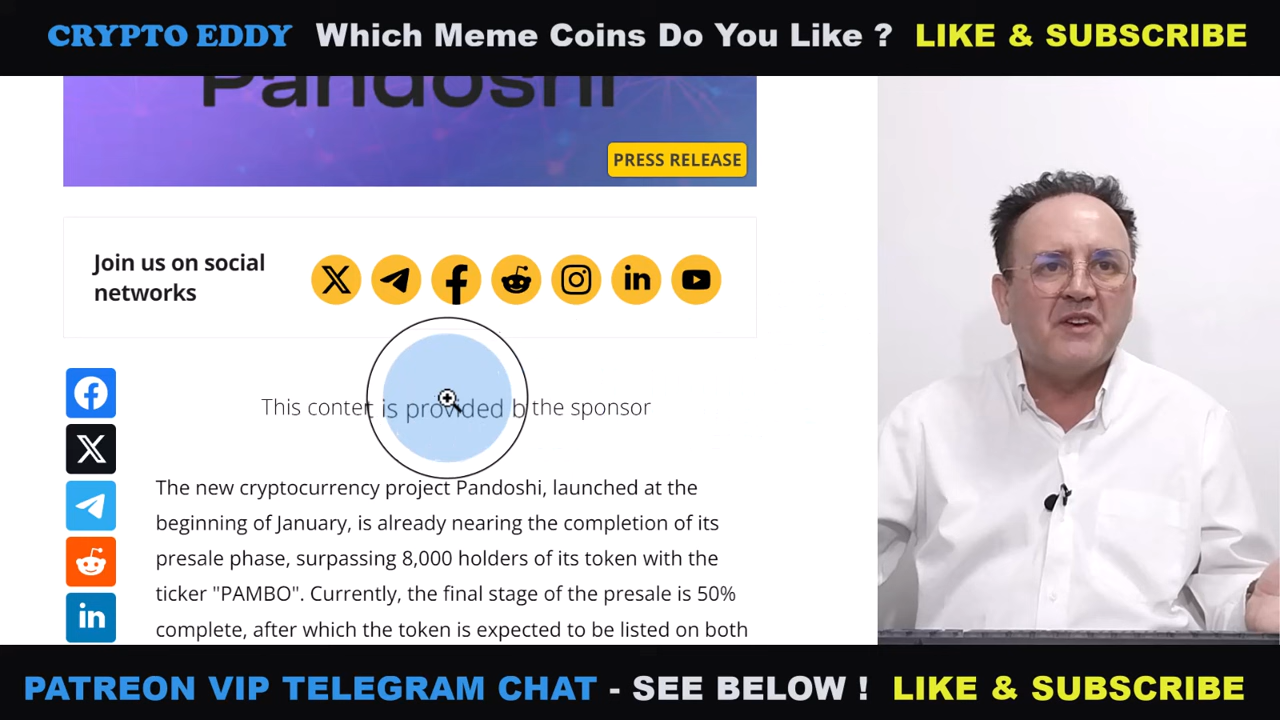 CRYPTO EDDY Which Meme Coins Do You Like ? LIKE & SUBSCRIBE
Pandoshi
PRESS RELEASE
Join us on social
networks
This content is provided b the sponsor
The new cryptocurrency project Pandoshi, launched at the
beginning of January, is already nearing the completion of its
presale phase, surpassing 8,000 holders of its token with the
ticker "PAMBO". Currently, the final stage of the presale is 50%
complete, after which the token is expected to be listed on both
PATREON VIP TELEGRAM CHAT - SEE BELOW ! LIKE & SUBSCRIBE